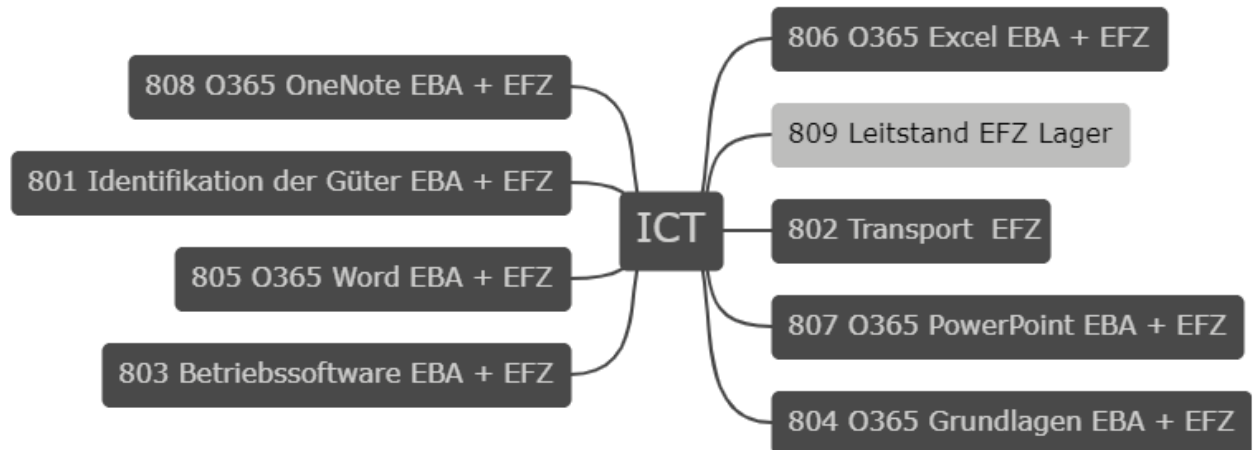 808 O365 OneNote EBA + EFZ
801 Identifikation der Güter EBA + EFZ
805 O365 Word EBA + EFZ
803 Betriebssoftware EBA + EFZ
ICT
806 O365 Excel EBA + EFZ
809 Leitstand EFZ Lager
802 Transport  EFZ
807 O365 PowerPoint EBA + EFZ
804 O365 Grundlagen EBA + EFZ